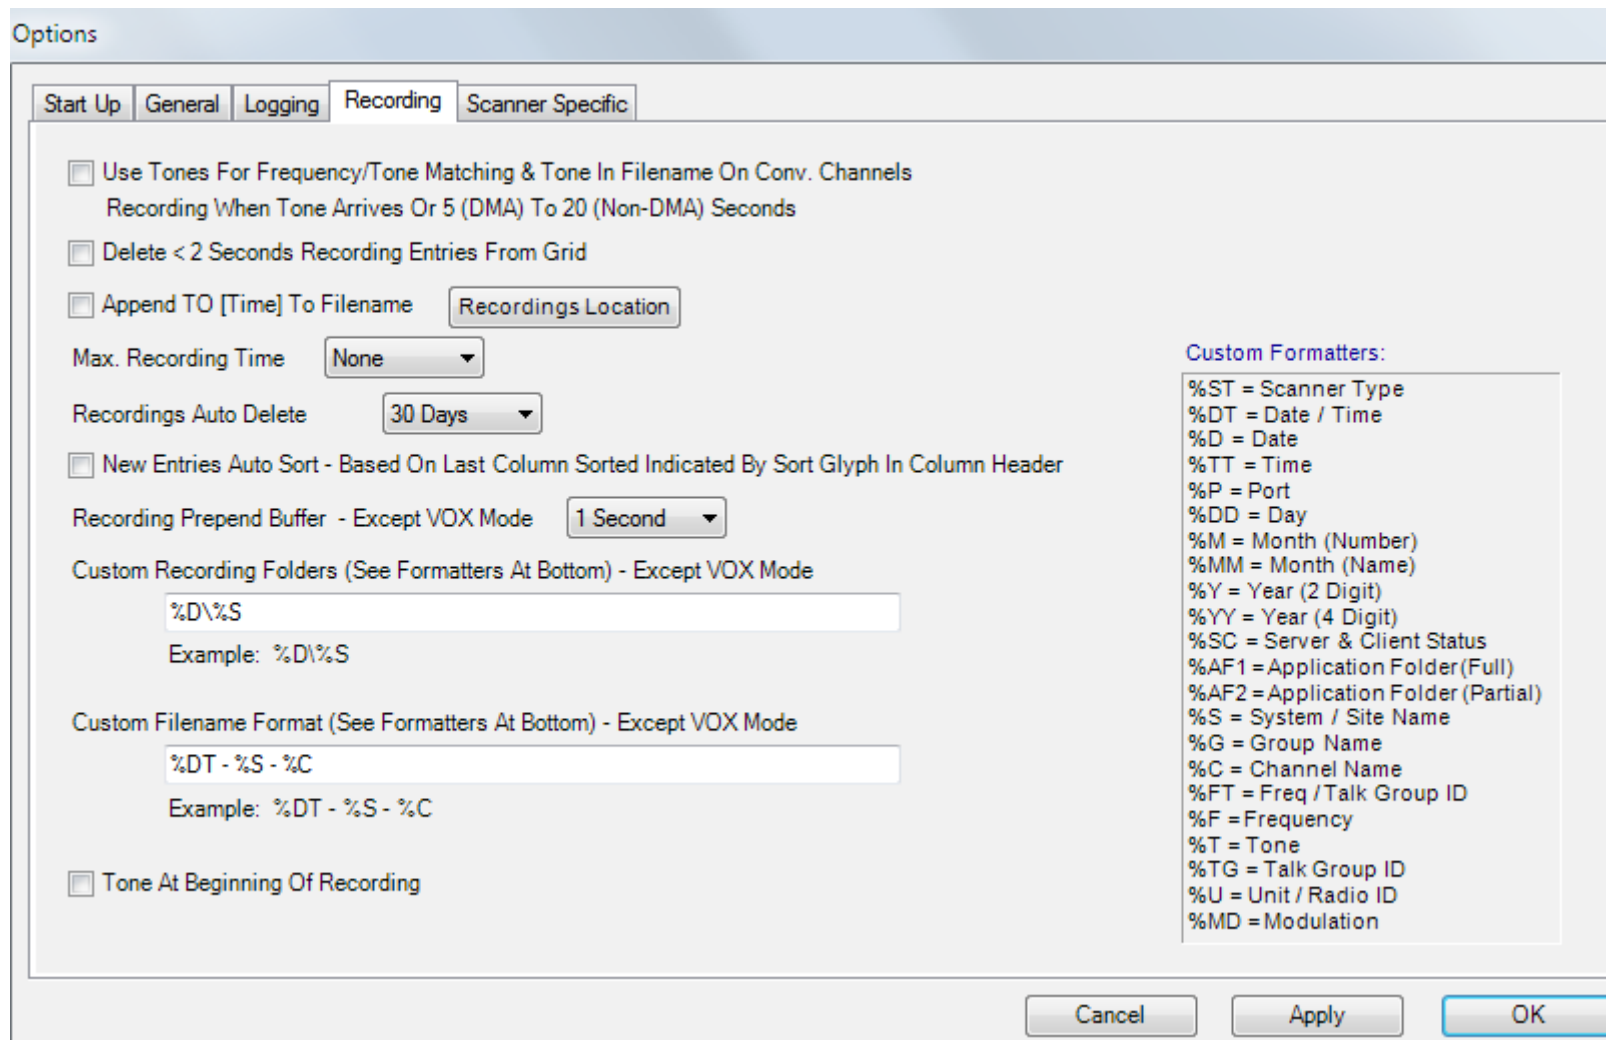 Options
Start Up
General
Logging
Recording
Scanner Specific
Use Tones For Frequency/Tone Matching & Tone In Filename On Conv. Channels
Recording When Tone Arrives Or 5 (DMA) To 20 (Non-DMA) Seconds
Delete < 2 Seconds Recording Entries From Grid
Append TO [Time] To Filename
Recordings Location
Max. Recording Time
None
Recordings Auto Delete
30 Days
New Entries Auto Sort - Based On Last Column Sorted Indicated By Sort Glyph In Column Header
Recording Prepend Buffer - Except VOX Mode
1 Second
Custom Recording Folders (See Formatters At Bottom) - Except VOX Mode
%D\%S
Example: %D\%S
Custom Filename Format (See Formatters At Bottom) - Except VOX Mode
%DT - %S - %C
Example: %DT - %S - %C
Tone At Beginning Of Recording
Custom Formatters:
%ST = Scanner Type
%DT = Date / Time
%D = Date
%TT = Time
%P = Port
%DD = Day
%M = Month (Number)
%MM = Month (Name)
%Y = Year (2 Digit)
%YY = Year (4 Digit)
%SC = Server & Client Status
%AF1 = Application Folder (Full)
%AF2 = Application Folder (Partial)
%S = System / Site Name
%G = Group Name
%C = Channel Name
%FT = Freq / Talk Group ID
%F = Frequency
%T = Tone
%TG = Talk Group ID
%U = Unit / Radio ID
%MD = Modulation
Cancel
Apply
OK